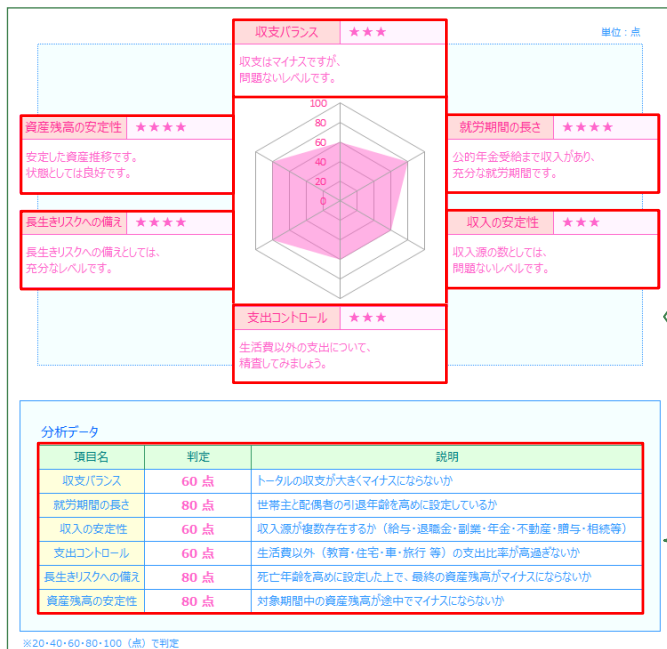 収支バランス ★★★
単位：点
収支はマイナスですが、
問題ないレベルです。
資産残高の安定性 ★★★★
安定した資産推移です。
状態としては良好です。
100
80
60
40
20
0
就労期間の長さ ★★★★
公的年金受給まで収入があり、
充分な就労期間です。
長生きリスクへの備え ★★★★
長生きリスクへの備えとしては、
充分なレベルです。
収入の安定性 ★★★
収入源の数としては、
問題ないレベルです。
支出コントロール ★★★
生活費以外の支出について、
精査してみましょう。
分析データ
項目名 判定 説明
収支バランス 60 点 トータルの収支が大きくマイナスにならないか
就労期間の長さ 80 点 世帯主と配偶者の引退年齢を高めに設定しているか
収入の安定性 60 点 収入源が複数存在するか（給与・退職金・副業・年金・不動産・贈与・相続等）
支出コントロール 60 点 生活費以外（教育・住宅・車・旅行 等）の支出比率が高過ぎないか
長生きリスクへの備え 80 点 死亡年齢を高めに設定した上で、最終の資産残高がマイナスにならないか
資産残高の安定性 80 点 対象期間中の資産残高が途中でマイナスにならないか
※20・40・60・80・100（点）で判定